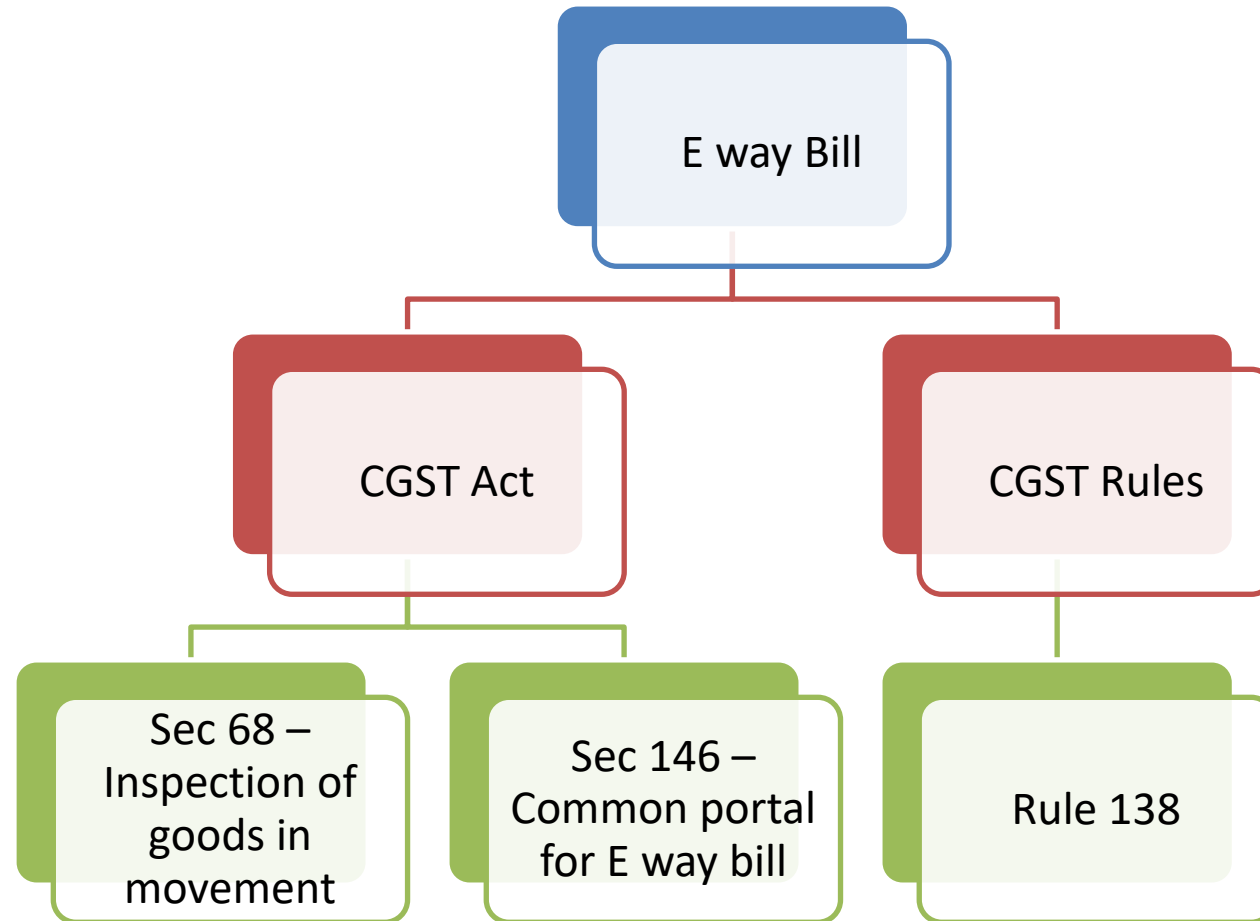 E way Bill
CGST Act
CGST Rules
Sec 68 –
Inspection of
goods in
movement
Sec 146 –
Common portal
for E way bill
Rule 138